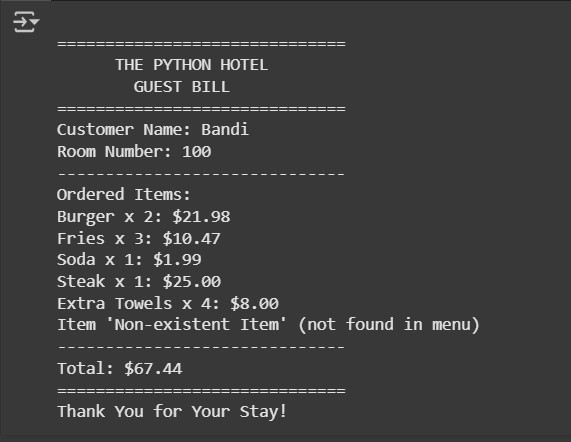 ==============================
THE PYTHON HOTEL
GUEST BILL
==============================
Customer Name: Bandi
Room Number: 100
------------------------------
Ordered Items:
Burger x 2: $21.98
Fries x 3: $10.47
Soda x 1: $1.99
Steak x 1: $25.00
Extra Towels x 4: $8.00
Item 'Non-existent Item' (not found in menu)
------------------------------
Total: $67.44
==============================
Thank You for Your Stay!